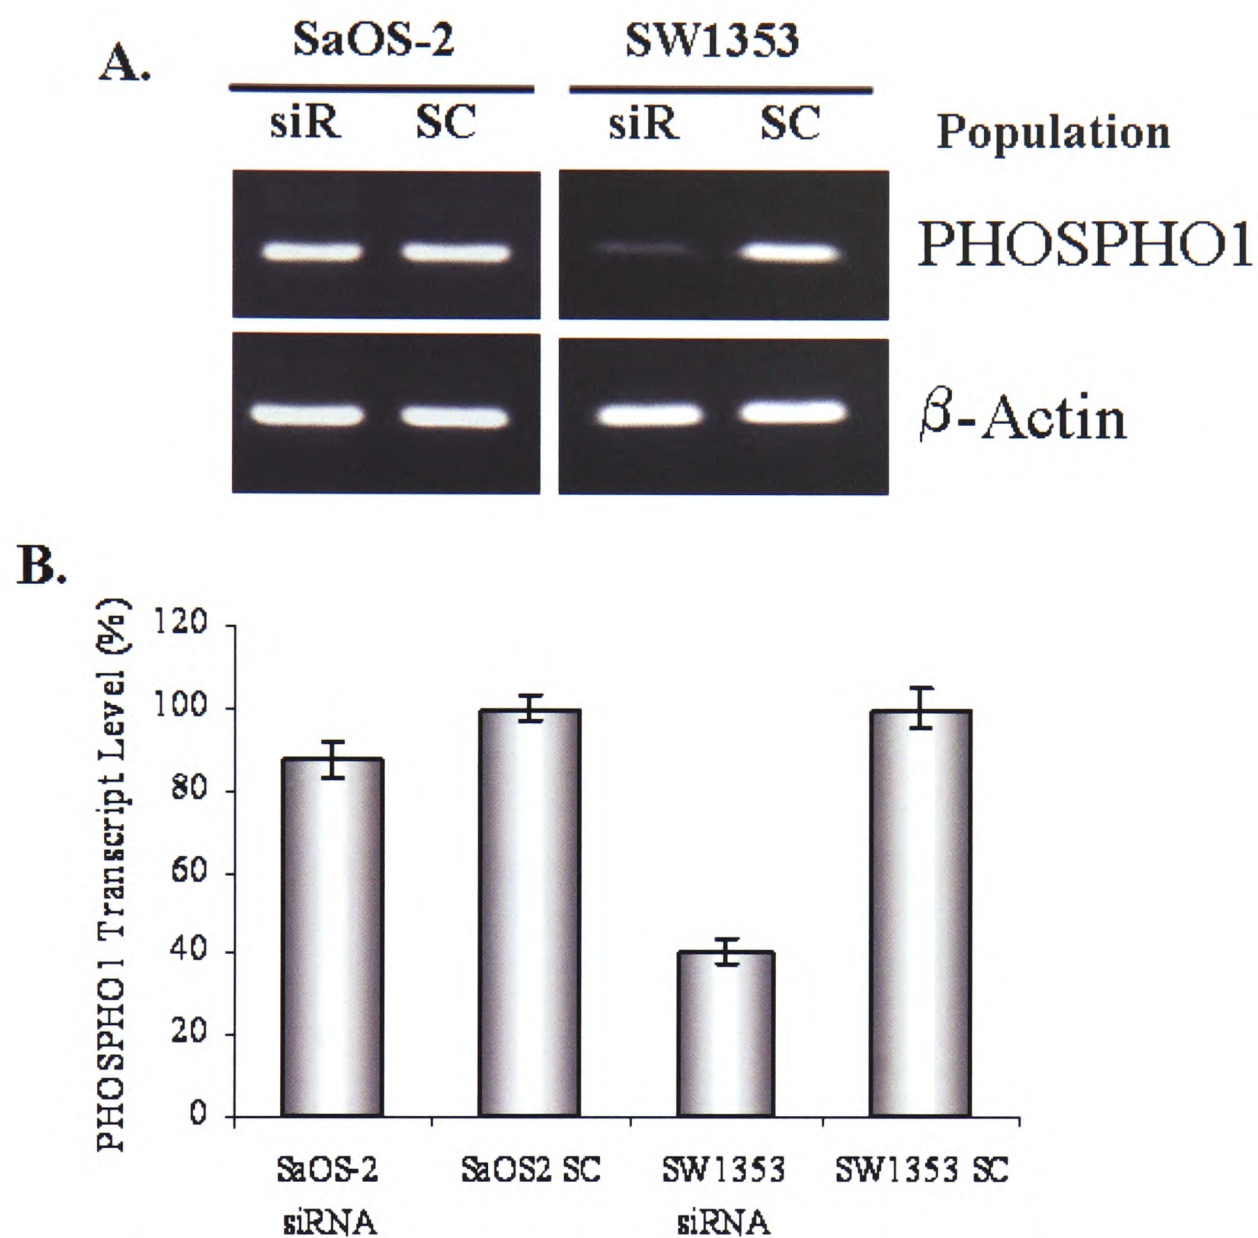 A.
SaOS-2 SW1353
siR SC siR SC Population
PHOSPHO1
β-Actin
B.
PHOSPHO1 Transcript Level (%)
120
100
80
60
40
20
0
SaOS-2 siRNA
SaOS2 SC
SW1353 siRNA
SW1353 SC